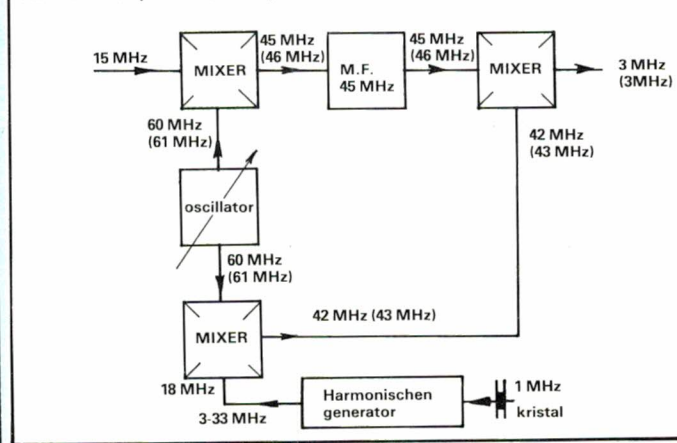 15 MHz
MIXER
45 MHz
(46 MHz)
M.F.
45 MHz
45 MHz
(46 MHz)
MIXER
3 MHz
(3MHz)
60 MHz
(61 MHz)
42 MHz
(43 MHz)
oscillator
60 MHz
(61 MHz)
MIXER
42 MHz (43 MHz)
18 MHz
3-33 MHz
Harmonischen
generator
1 MHz
kristal